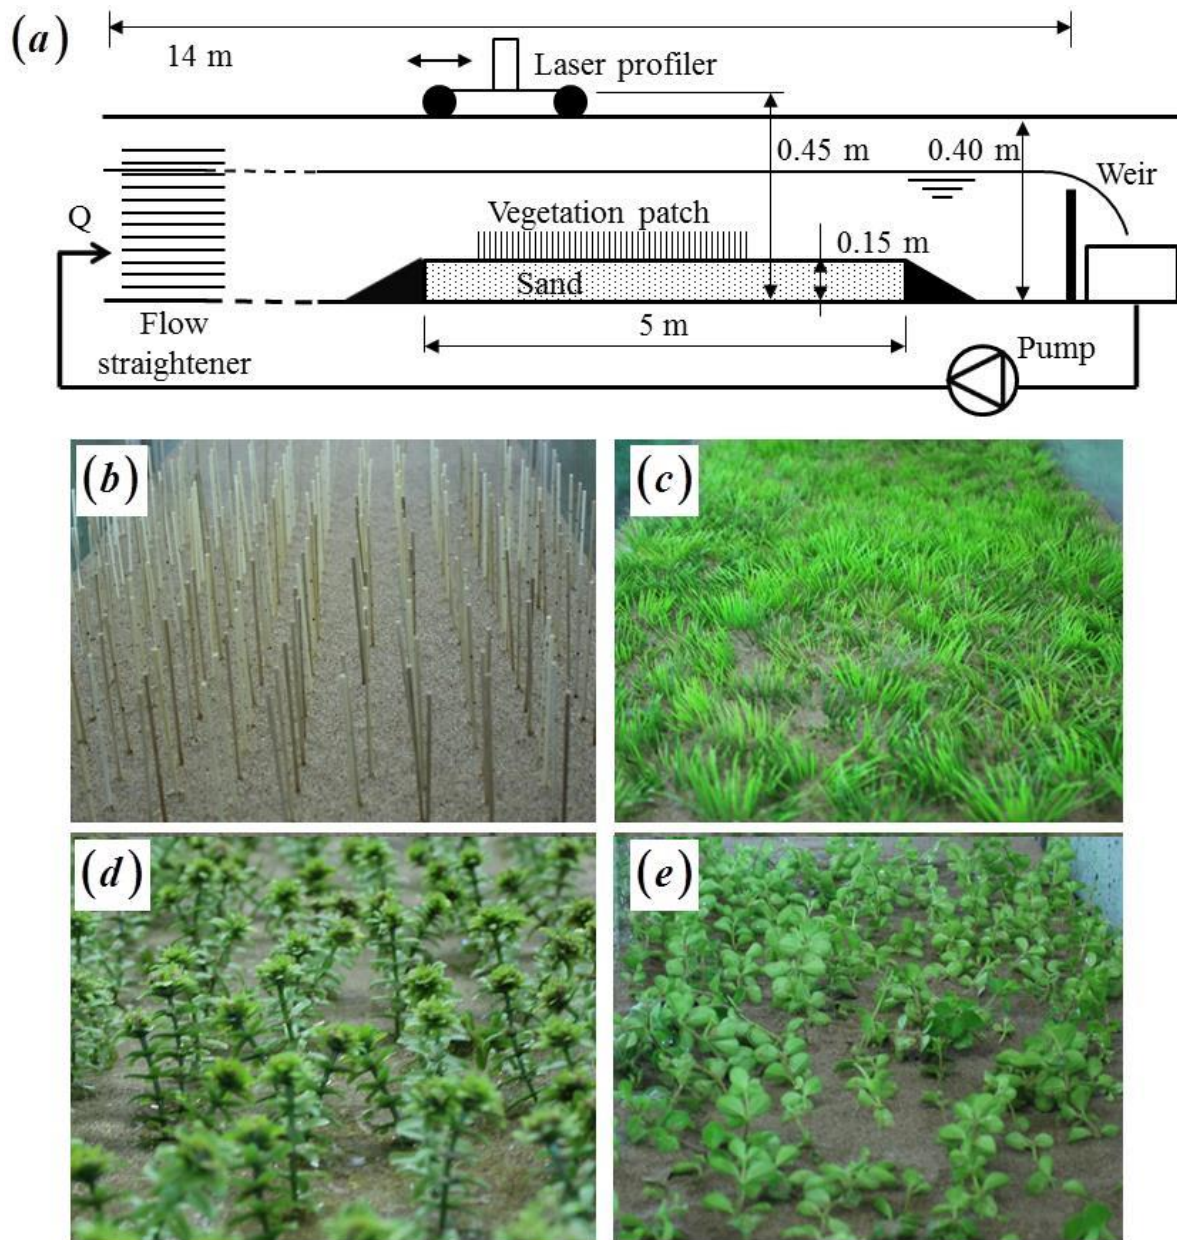 (a)
14 m
Laser profiler
0.45 m
0.40 m
Weir
Q
Vegetation patch
0.15 m
Sand
Flow
straightener
5 m
Pump
(b)
(c)
(d)
(e)